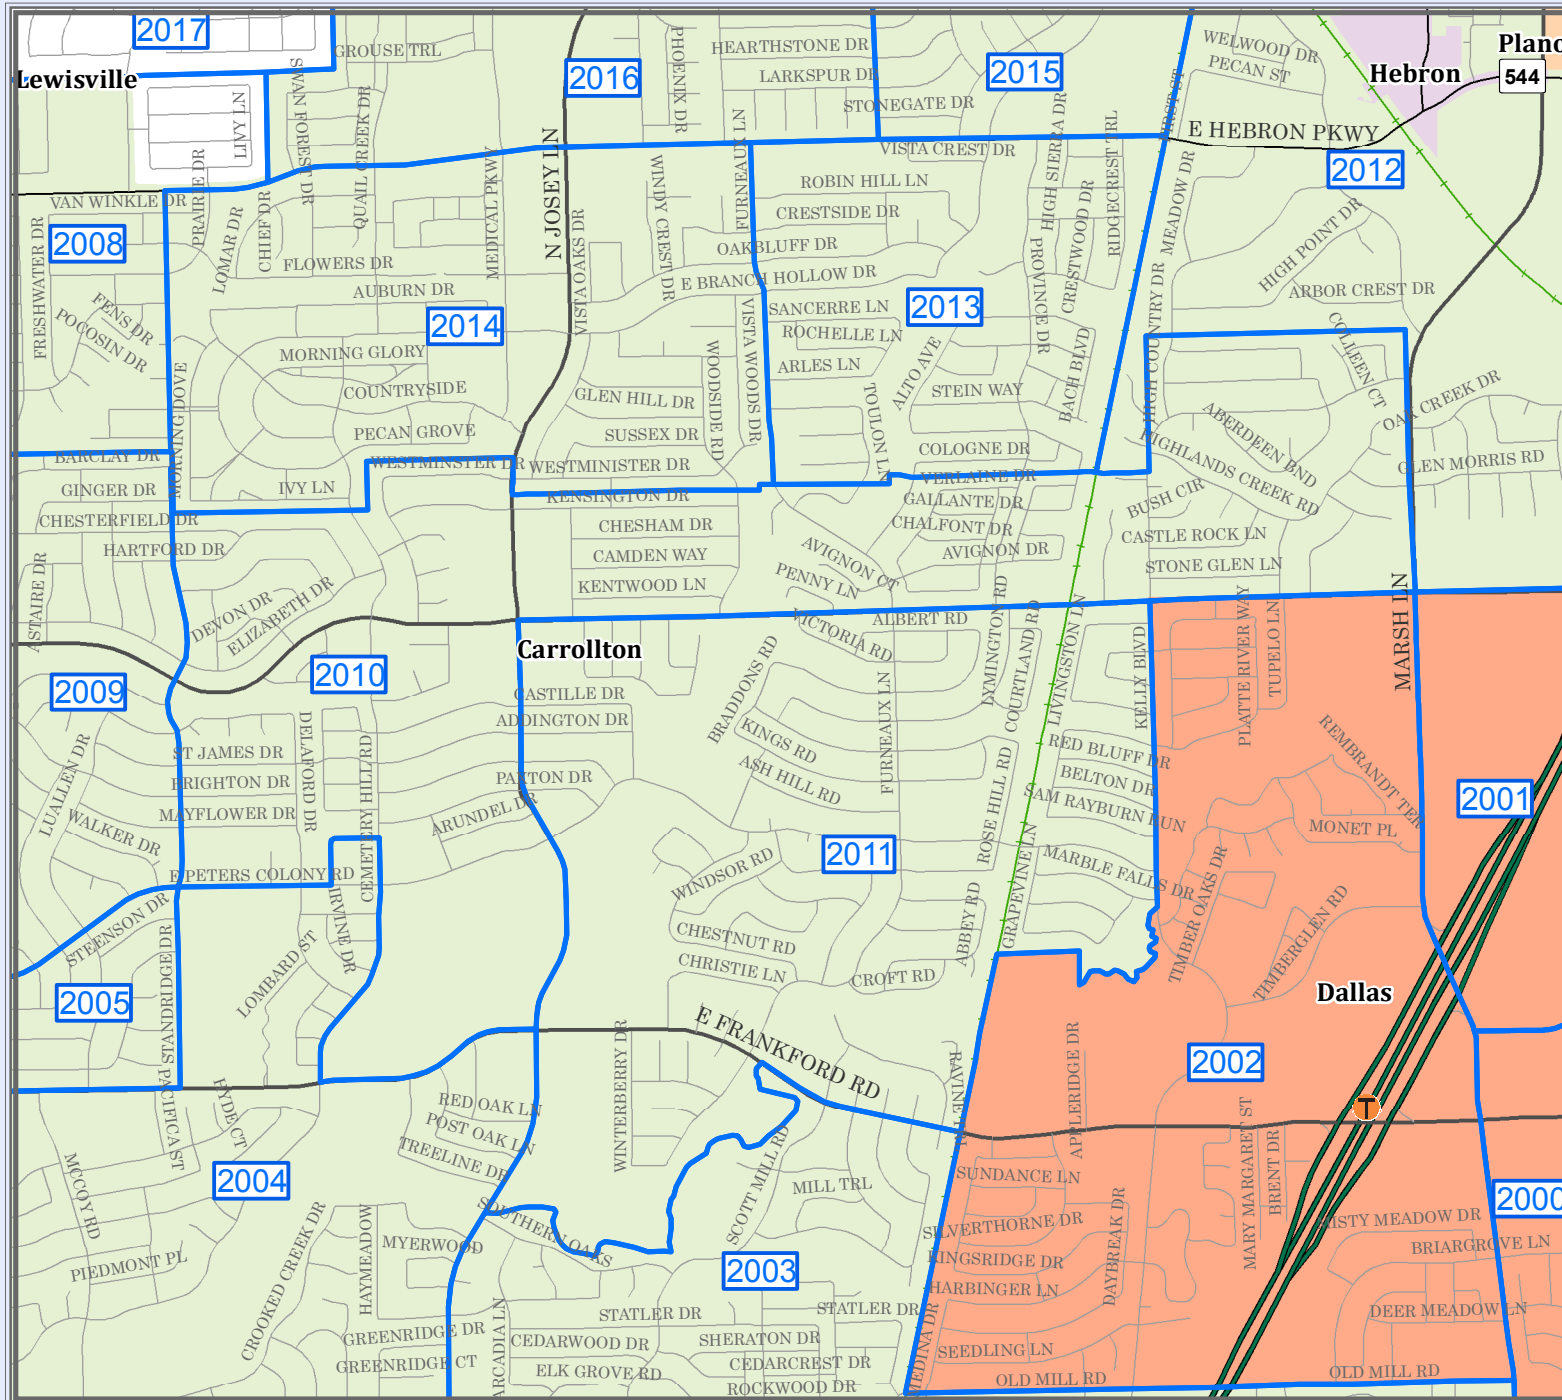 2017
GROUSE TRL
PHOENIX DR
HEARTHSTONE DR
WELWOOD DR
Plano
Lewisville
SWAN FOREST DR
2016
LARKSPUR DR
2015
PECAN ST
Hebron
544
LIVY LN
QUAIL CREEK DR
STONEGATE DR
FIRST ST
E HEBRON PKWY
PRAIRIE DR
MEDICAL PKWY
N JOSEY LN
WINDY CREST DR
FURNEAUX LN
VISTA CREST DR
HIGH SIERRA DR
RIDGECREST TRL
MEADOW DR
2012
VAN WINKLE DR
ROBIN HILL LN
CRESTWOOD DR
2008
LOMAR DR
CHIEF DR
CRESTSIDE DR
HIGH POINT DR
FRESHWATER DR
FLOWERS DR
VISTA OAKS DR
OAKBLUFF DR
PROVINCE DR
AUBURN DR
E BRANCH HOLLOW DR
HIGH COUNTRY DR
ARBOR CREST DR
FENS DR
2014
VISTA WOODS DR
SANCERRE LN
2013
POCOSIN DR
ROCHELLE LN
COLLEEN CT
MORNING GLORY
WOODSIDE RD
ARLES LN
ALTO AVE
BACH BLVD
MORNING DOVE
COUNTRYSIDE
GLEN HILL DR
TOULON LN
STEIN WAY
OAK CREEK DR
PECAN GROVE
SUSSEX DR
COLOGNE DR
ABERDEEN BND
BARCLAY DR
WESTMINSTER DR
WESTMINISTER DR
VERLAINE DR
HIGHLANDS CREEK RD
GLEN MORRIS RD
GINGER DR
IVY LN
KENSINGTON DR
GALLANTE DR
BUSH CIR
CHESTERFIELD DR
CHESHAM DR
CHALFONT DR
CASTLE ROCK LN
HARTFORD DR
CAMDEN WAY
AVIGNON CT
AVIGNON DR
STONE GLEN LN
ASTAIRE DR
DEVON DR
ELIZABETH DR
KENTWOOD LN
PENNY LN
LYMINGTON RD
COURTLAND RD
LIVINGSTON LN
PLATTE RIVER WAY
TUPELO LN
MARSH LN
VICTORIA RD
ALBERT RD
KELLY BLVD
Carrollton
2010
BRADDONS RD
2009
CASTILLE DR
FURNEAUX LN
ADDINGTON DR
DELAFORD DR
CEMETERY HILL RD
KINGS RD
RED BLUFF DR
REMBRANDT TER
ST JAMES DR
LUALLEN DR
BRIGHTON DR
PAXTON DR
ASH HILL RD
ROSE HILL RD
BELTON DR
2001
MAYFLOWER DR
ARUNDEL DR
SAM RAYBURN RUN
MONET PL
WALKER DR
2011
GRAPEVINE LN
MARBLE FALLS DR
E PETERS COLONY RD
WINDSOR RD
TIMBER OAKS DR
STEENSON DR
IRVINE DR
ABBEY RD
TIMBERGLEN RD
CHESTNUT RD
LOMBARD ST
CHRISTIE LN
CROFT RD
2005
STANDRIDGE DR
Dallas
E FRANKFORD RD
WINTERBERRY DR
RAVINE TRL
APPLERIDGE DR
2002
PACIFICA ST
HYDE CT
RED OAK LN
T
POST OAK LN
MARY MARGARET ST
BRENT DR
MCCOY RD
TREELINE DR
SCOTT MILL RD
2004
MILL TRL
SUNDANCE LN
2000
SOUTHERN OAKS
SILVERTHORNE DR
DAYBREAK DR
MISTY MEADOW DR
CROOKED CREEK DR
HAYMEADOW
MYERWOOD
PIEDMONT PL
2003
KINGSRIDGE DR
BRIARGROVE LN
HARBINGER LN
ARCADIA LN
STATLER DR
STATLER DR
MEDINA DR
DEER MEADOW LN
GREENRIDGE DR
CEDARWOOD DR
SHERATON DR
SEEDLING LN
GREENRIDGE CT
ELK GROVE RD
CEDARCREST DR
OLD MILL RD
OLD MILL RD
ROCKWOOD DR